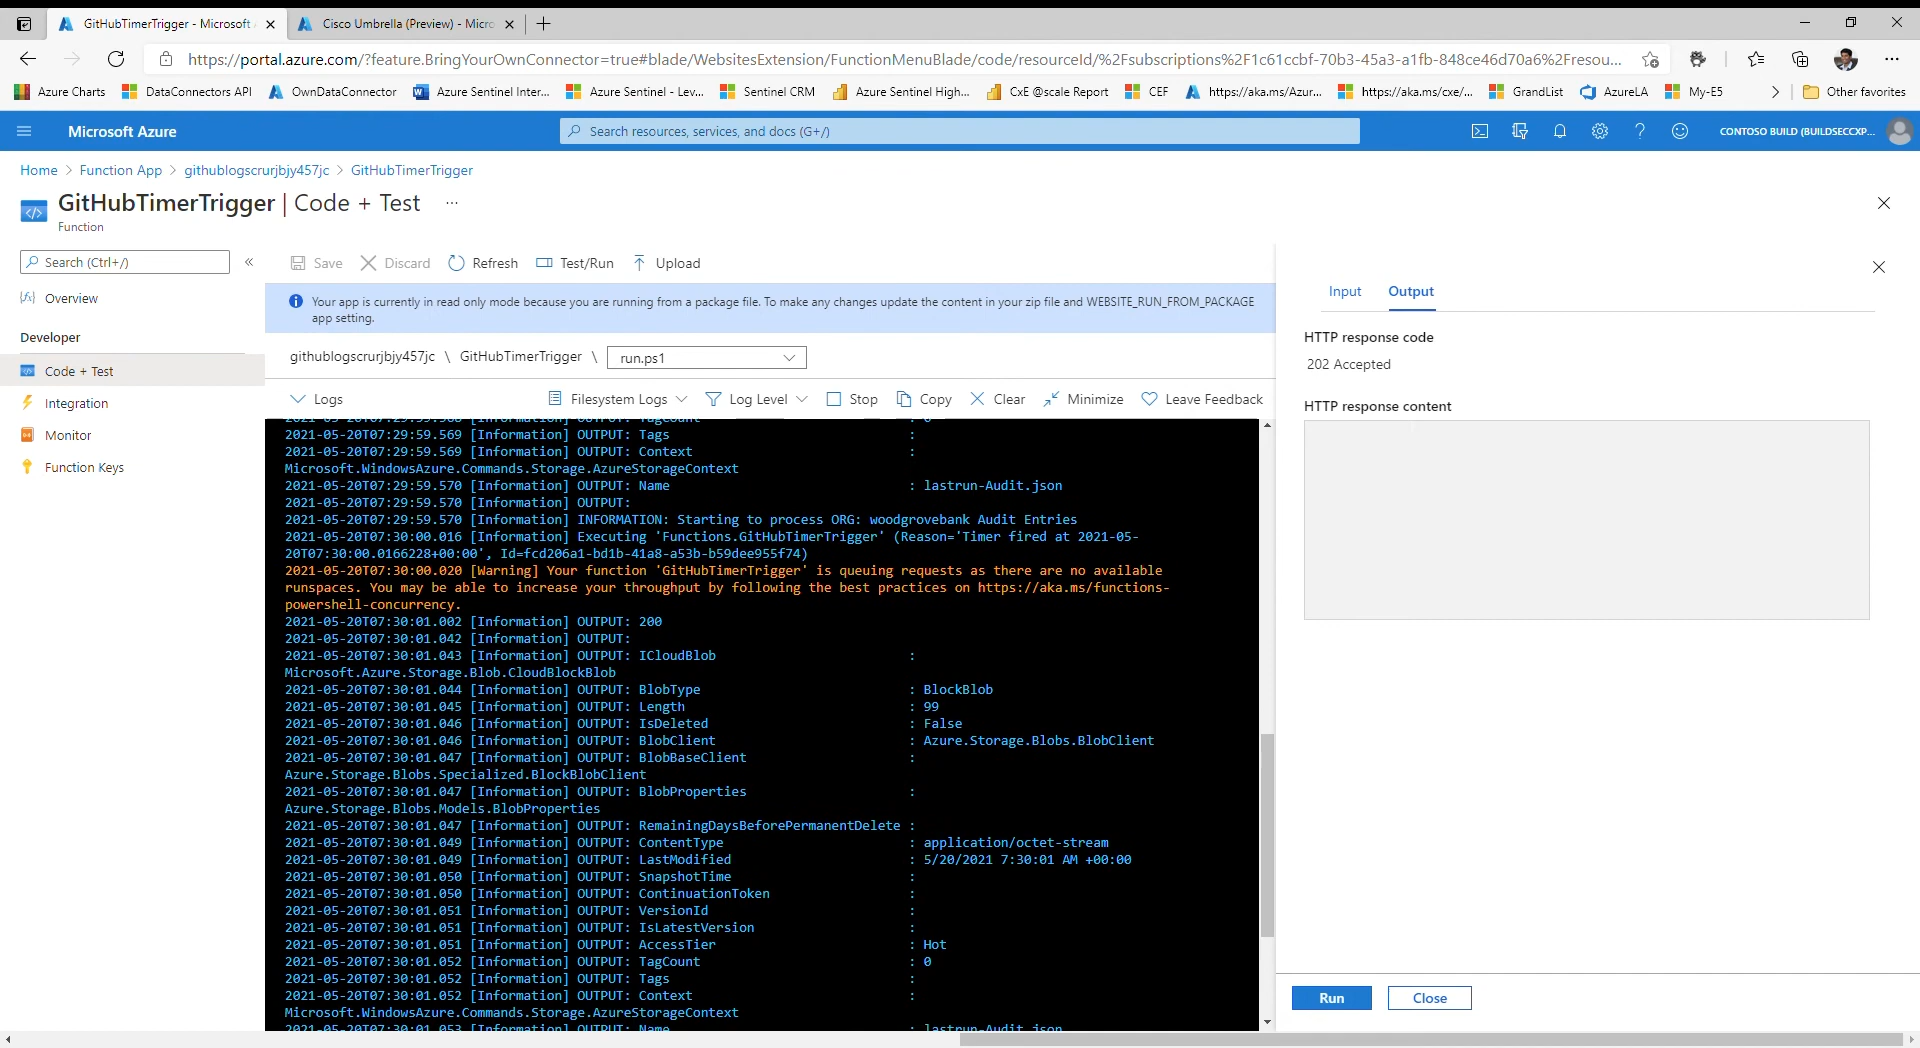 GitHubTimerTrigger - Microsoft
Cisco Umbrella (Preview) - Micro
https://portal.azure.com/?feature.BringYourOwnConnector=true#blade/WebsitesExtension/FunctionMenuBlade/code/resourceId/%2Fsubscriptions%2F1c61ccbf-70b3-45a3-a1fb-848ce46d70a6%2Fresou...
Azure Charts
DataConnectors API
OwnDataConnector
Azure Sentinel Inter...
Azure Sentinel - Lev...
Sentinel CRM
Azure Sentinel High...
CxE @scale Report
CEF
https://aka.ms/Azur...
https://aka.ms/cxe/...
GrandList
AzureLA
My-E5
Other favorites
Microsoft Azure
Search resources, services, and docs (G+/)
CONTOSO BUILD (BUILDSECCXP...
Home > Function App > githublogscrurjbjy457jc > GitHubTimerTrigger
GitHubTimerTrigger | Code + Test ...
Function
Search (Ctrl+/)
Overview
Developer
Code + Test
Integration
Monitor
Function Keys
Save
Discard
Refresh
Test/Run
Upload
Your app is currently in read only mode because you are running from a package file. To make any changes update the content in your zip file and WEBSITE_RUN_FROM_PACKAGE
app setting.
githublogscrurjbjy457jc \ GitHubTimerTrigger \ run.ps1
Logs
Filesystem Logs
Log Level
Stop
Copy
Clear
Minimize
Leave Feedback
2021-05-20T07:29:59.568 [Information] OUTPUT: TagCount : 0
2021-05-20T07:29:59.569 [Information] OUTPUT: Tags :
2021-05-20T07:29:59.569 [Information] OUTPUT: Context :
Microsoft.WindowsAzure.Commands.Storage.AzureStorageContext
2021-05-20T07:29:59.570 [Information] OUTPUT: Name : lastrun-Audit.json
2021-05-20T07:29:59.570 [Information] OUTPUT:
2021-05-20T07:29:59.570 [Information] INFORMATION: Starting to process ORG: woodgrovebank Audit Entries
2021-05-20T07:30:00.016 [Information] Executing 'Functions.GitHubTimerTrigger' (Reason='Timer fired at 2021-05-
20T07:30:00.0166228+00:00', Id=fcd206a1-bd1b-41a8-a53b-b59dee955f74)
2021-05-20T07:30:00.020 [Warning] Your function 'GitHubTimerTrigger' is queuing requests as there are no available
runspaces. You may be able to increase your throughput by following the best practices on https://aka.ms/functions-
powershell-concurrency.
2021-05-20T07:30:01.002 [Information] OUTPUT: 200
2021-05-20T07:30:01.042 [Information] OUTPUT:
2021-05-20T07:30:01.043 [Information] OUTPUT: ICloudBlob :
Microsoft.Azure.Storage.Blob.CloudBlockBlob
2021-05-20T07:30:01.044 [Information] OUTPUT: BlobType : BlockBlob
2021-05-20T07:30:01.045 [Information] OUTPUT: Length : 99
2021-05-20T07:30:01.046 [Information] OUTPUT: IsDeleted : False
2021-05-20T07:30:01.046 [Information] OUTPUT: BlobClient : Azure.Storage.Blobs.BlobClient
2021-05-20T07:30:01.047 [Information] OUTPUT: BlobBaseClient :
Azure.Storage.Blobs.Specialized.BlockBlobClient
2021-05-20T07:30:01.047 [Information] OUTPUT: BlobProperties :
Azure.Storage.Blobs.Models.BlobProperties
2021-05-20T07:30:01.047 [Information] OUTPUT: RemainingDaysBeforePermanentDelete :
2021-05-20T07:30:01.049 [Information] OUTPUT: ContentType : application/octet-stream
2021-05-20T07:30:01.049 [Information] OUTPUT: LastModified : 5/20/2021 7:30:01 AM +00:00
2021-05-20T07:30:01.050 [Information] OUTPUT: SnapshotTime :
2021-05-20T07:30:01.050 [Information] OUTPUT: ContinuationToken :
2021-05-20T07:30:01.051 [Information] OUTPUT: VersionId :
2021-05-20T07:30:01.051 [Information] OUTPUT: IsLatestVersion :
2021-05-20T07:30:01.051 [Information] OUTPUT: AccessTier : Hot
2021-05-20T07:30:01.052 [Information] OUTPUT: TagCount : 0
2021-05-20T07:30:01.052 [Information] OUTPUT: Tags :
2021-05-20T07:30:01.052 [Information] OUTPUT: Context :
Microsoft.WindowsAzure.Commands.Storage.AzureStorageContext
2021-05-20T07:30:01.053 [Information] OUTPUT: Name : lastrun-Audit.json
Input
Output
HTTP response code
202 Accepted
HTTP response content
Run
Close